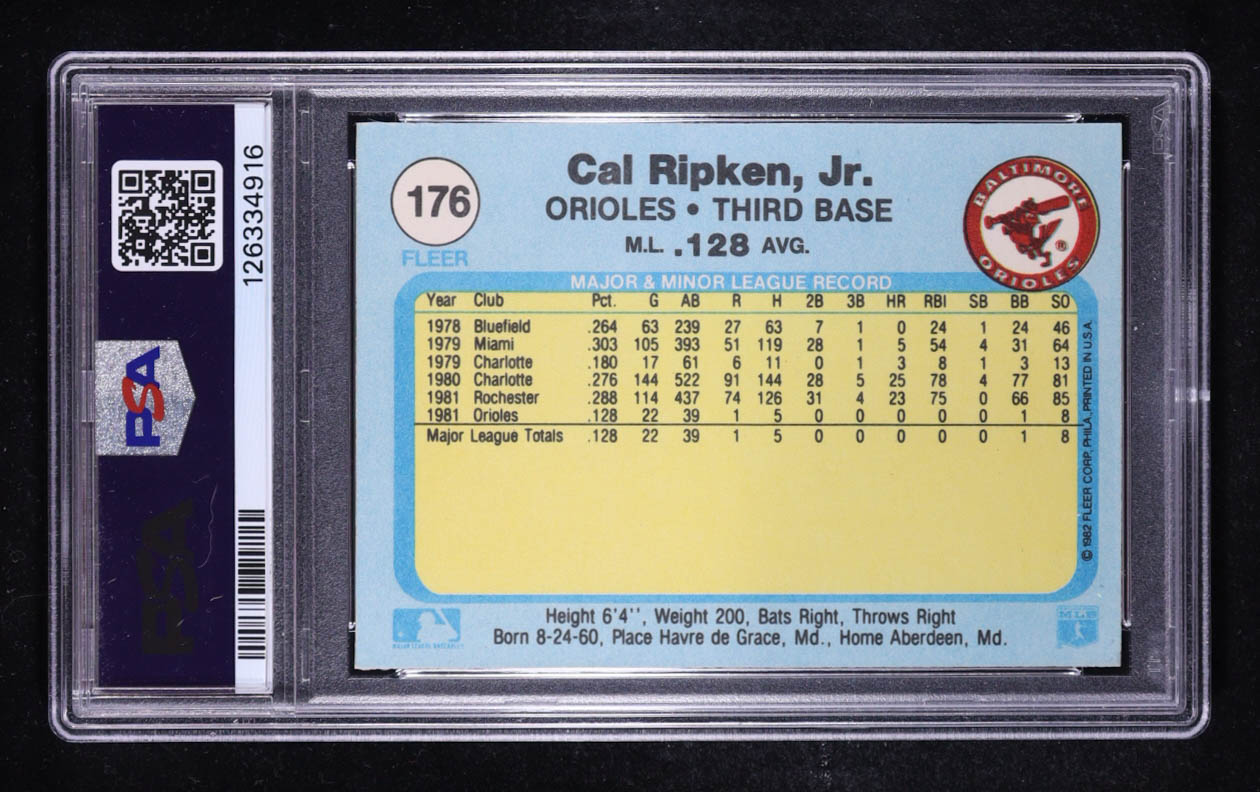 126334916
PSA
PSA
PSA
176
FLEER
Cal Ripken, Jr.
ORIOLES • THIRD BASE
M.L. .128 AVG.
BALTIMORE
ORIOLES
®
MAJOR & MINOR LEAGUE RECORD
Year Club Pct. G AB R H 2B 3B HR RBI SB BB SO
1978 Bluefield .264 63 239 27 63 7 1 0 24 1 24 46
1979 Miami .303 105 393 51 119 28 1 5 54 4 31 64
1979 Charlotte .180 17 61 6 11 0 1 3 8 1 3 13
1980 Charlotte .276 144 522 91 144 28 5 25 78 4 77 81
1981 Rochester .288 114 437 74 126 31 4 23 75 0 66 85
1981 Orioles .128 22 39 1 5 0 0 0 0 0 1 8
Major League Totals .128 22 39 1 5 0 0 0 0 0 1 8
© 1982 FLEER CORP., PHILA., PRINTED IN U.S.A.
Height 6'4'', Weight 200, Bats Right, Throws Right
Born 8-24-60, Place Havre de Grace, Md., Home Aberdeen, Md.
MAJOR LEAGUE BASEBALL